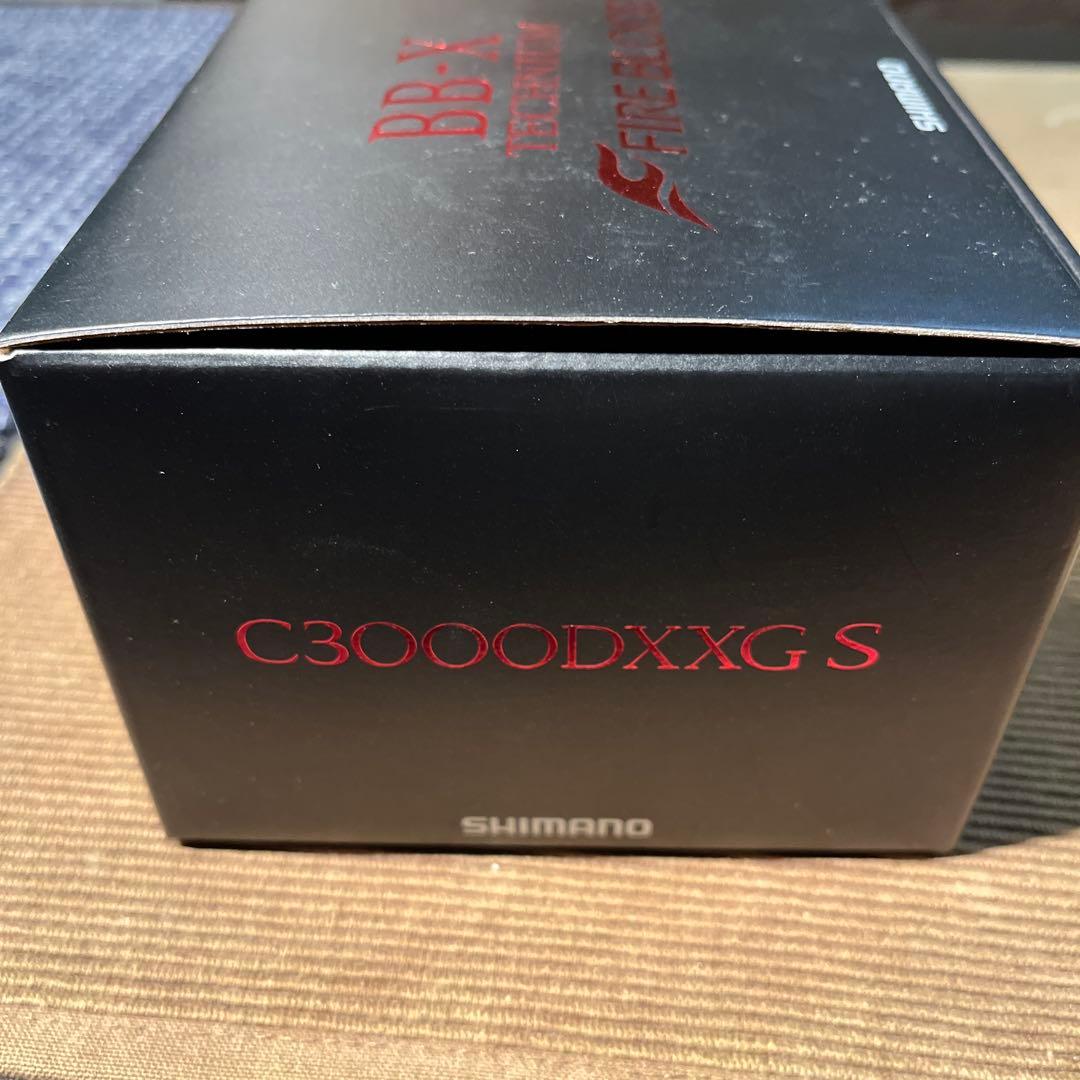 BB-X
TECHNIUM
FIRE BLOOD
SHIMANO
C3000DXXG S
SHIMANO